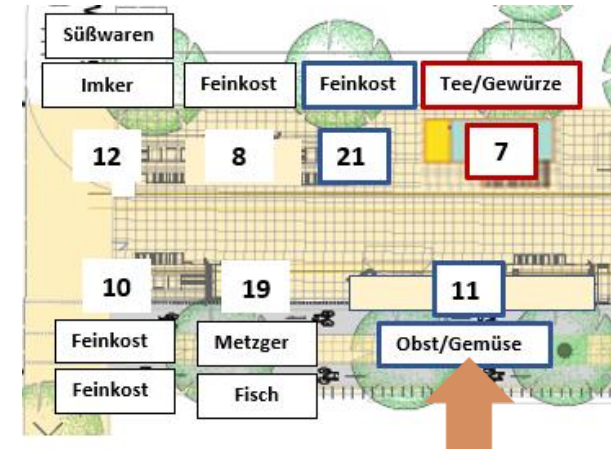 Süßwaren
Imker Feinkost Feinkost Tee/Gewürze
12 8 21 7
10 19 11
Feinkost Metzger Obst/Gemüse
Feinkost Fisch